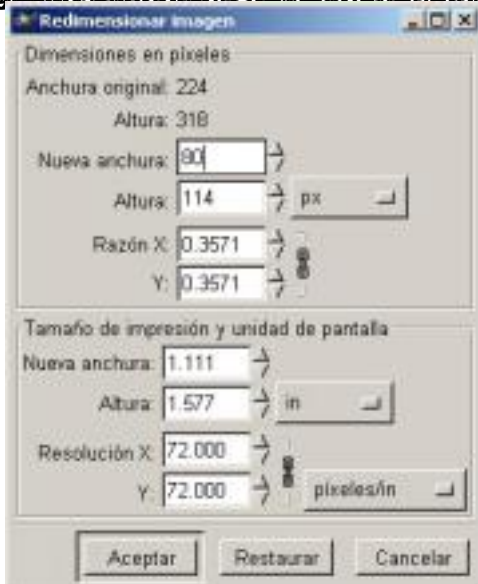 Redimensionar imagen
Dimensiones en píxeles
Anchura original: 224
Altura: 318
Nueva anchura: 80
Altura: 114 px
Razón X: 0.3571
Y: 0.3571
Tamaño de impresión y unidad de pantalla
Nueva anchura: 1.111
Altura: 1.577 in
Resolución X: 72.000
Y: 72.000 píxeles/in
Aceptar Restaurar Cancelar